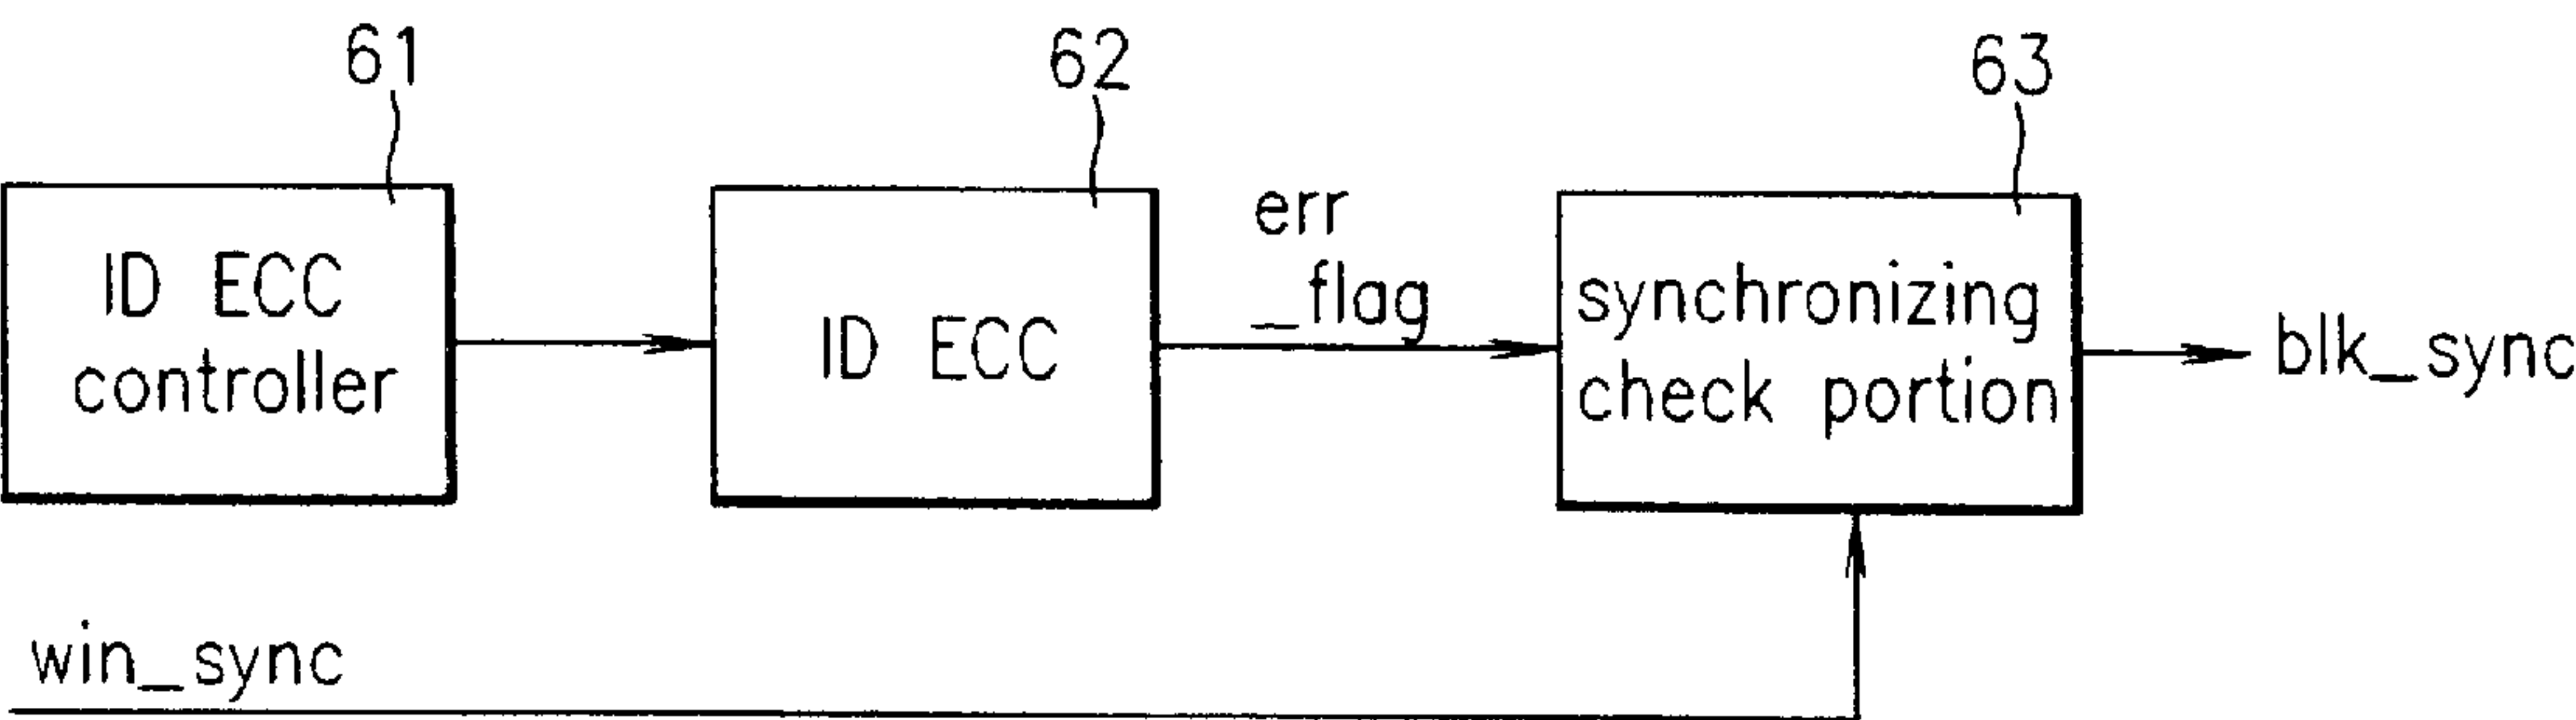 61
62
63
ID ECC
controller
ID ECC
err
_flag
synchronizing
check portion
blk_sync
win_sync